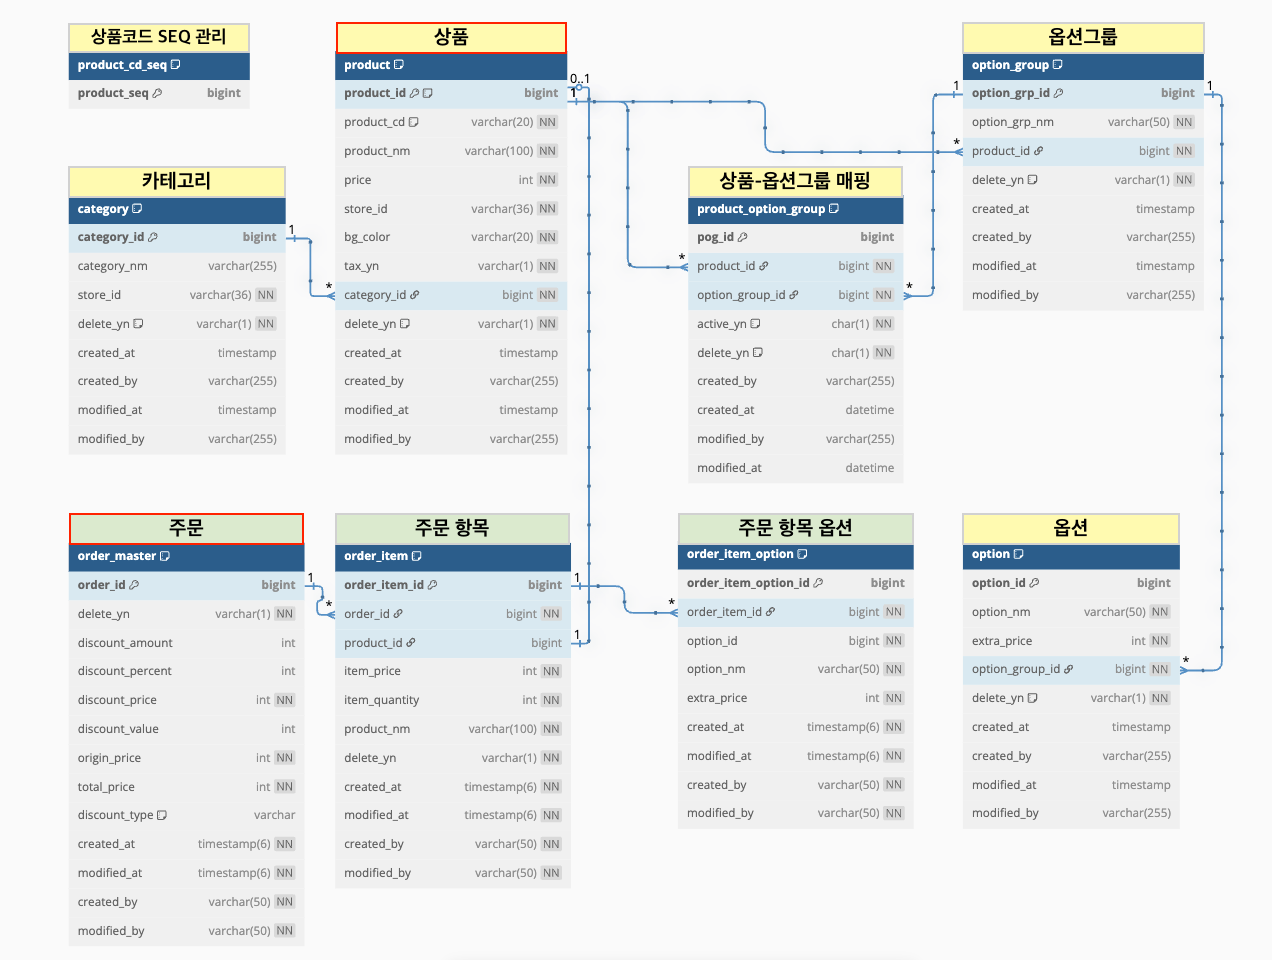 상품코드 SEQ 관리
product_cd_seq
product_seq bigint
상품
product
product_id bigint
product_cd varchar(20) NN
product_nm varchar(100) NN
price int NN
store_id varchar(36) NN
bg_color varchar(20) NN
tax_yn varchar(1) NN
category_id bigint NN
delete_yn varchar(1) NN
created_at timestamp
created_by varchar(255)
modified_at timestamp
modified_by varchar(255)
0..1
1
옵션그룹
option_group
option_grp_id bigint
option_grp_nm varchar(50) NN
product_id bigint NN
delete_yn varchar(1) NN
created_at timestamp
created_by varchar(255)
modified_at timestamp
modified_by varchar(255)
1
1
*
카테고리
category
category_id bigint
category_nm varchar(255)
store_id varchar(36) NN
delete_yn varchar(1) NN
created_at timestamp
created_by varchar(255)
modified_at timestamp
modified_by varchar(255)
1
*
상품-옵션그룹 매핑
product_option_group
pog_id bigint
product_id bigint NN
option_group_id bigint NN
active_yn char(1) NN
delete_yn char(1) NN
created_by varchar(255)
created_at datetime
modified_by varchar(255)
modified_at datetime
*
*
주문
order_master
order_id bigint
delete_yn varchar(1) NN
discount_amount int
discount_percent int
discount_price int NN
discount_value int
origin_price int NN
total_price int NN
discount_type varchar
created_at timestamp(6) NN
modified_at timestamp(6) NN
created_by varchar(50) NN
modified_by varchar(50) NN
1
*
주문 항목
order_item
order_item_id bigint
order_id bigint NN
product_id bigint
item_price int NN
item_quantity int NN
product_nm varchar(100) NN
delete_yn varchar(1) NN
created_at timestamp(6) NN
modified_at timestamp(6) NN
created_by varchar(50) NN
modified_by varchar(50) NN
1
1
*
주문 항목 옵션
order_item_option
order_item_option_id bigint
order_item_id bigint NN
option_id bigint NN
option_nm varchar(50) NN
extra_price int NN
created_at timestamp(6) NN
modified_at timestamp(6) NN
created_by varchar(50) NN
modified_by varchar(50) NN
옵션
option
option_id bigint
option_nm varchar(50) NN
extra_price int NN
option_group_id bigint NN
delete_yn varchar(1) NN
created_at timestamp
created_by varchar(255)
modified_at timestamp
modified_by varchar(255)
*